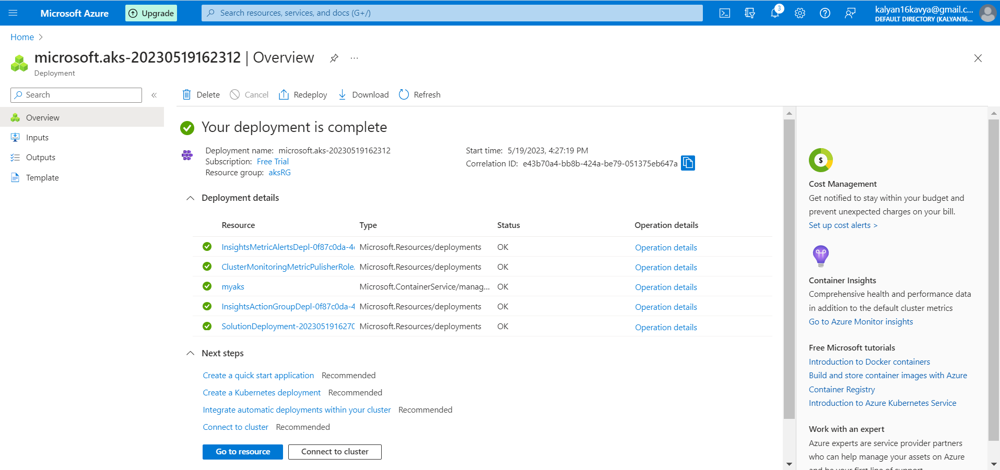 Microsoft Azure
Upgrade
Search resources, services, and docs (G+/)
3
kalyan16kavya@gmail.c...
DEFAULT DIRECTORY (KALYAN16...
Home
microsoft.aks-20230519162312 | Overview
...
Deployment
Search
«
Delete
Cancel
Redeploy
Download
Refresh
Overview
Inputs
Outputs
Template
Your deployment is complete
Deployment name: microsoft.aks-20230519162312
Subscription: Free Trial
Resource group: aksRG
Start time: 5/19/2023, 4:27:19 PM
Correlation ID: e43b70a4-bb8b-424a-be79-051375eb647a
Deployment details
Resource Type Status Operation details
InsightsMetricAlertsDepl-0f87c0da-4 Microsoft.Resources/deployments OK Operation details
ClusterMonitoringMetricPulisherRole Microsoft.Resources/deployments OK Operation details
myaks Microsoft.ContainerService/manag... OK Operation details
InsightsActionGroupDepl-0f87c0da-4 Microsoft.Resources/deployments OK Operation details
SolutionDeployment-2023051916270 Microsoft.Resources/deployments OK Operation details
Next steps
Create a quick start application Recommended
Create a Kubernetes deployment Recommended
Integrate automatic deployments within your cluster Recommended
Connect to cluster Recommended
Go to resource
Connect to cluster
$
Cost Management
Get notified to stay within your budget and
prevent unexpected charges on your bill.
Set up cost alerts >
Container Insights
Comprehensive health and performance data
in addition to the default cluster metrics
Go to Azure Monitor insights
Free Microsoft tutorials
Introduction to Docker containers
Build and store container images with Azure
Container Registry
Introduction to Azure Kubernetes Service
Work with an expert
Azure experts are service provider partners
who can help manage your assets on Azure
and be your first line of support